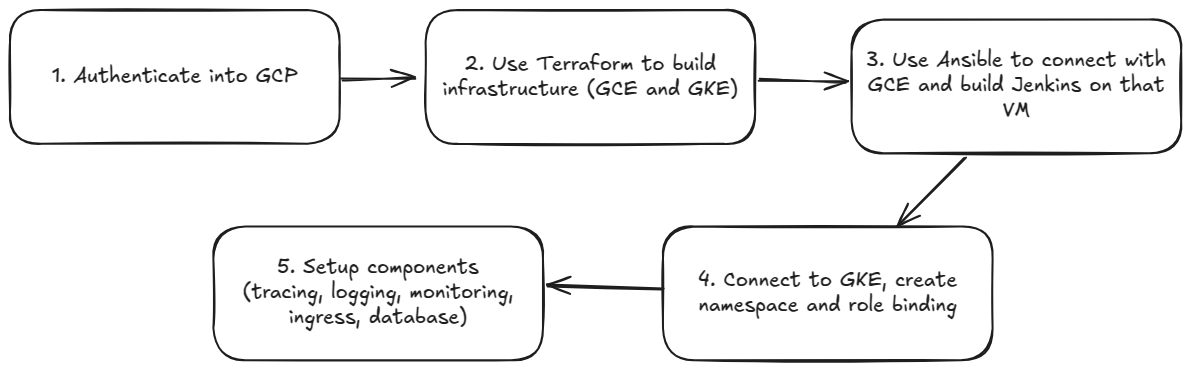 1. Authenticate into GCP
2. Use Terraform to build
infrastructure (GCE and GKE)
3. Use Ansible to connect with
GCE and build Jenkins on that
VM
4. Connect to GKE, create
namespace and role binding
5. Setup components
(tracing, logging, monitoring,
ingress, database)